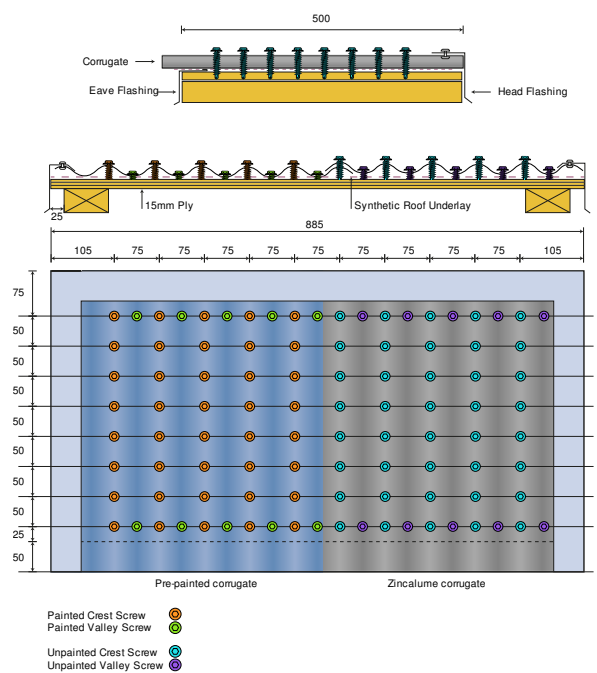 500
Corrugate
Eave Flashing
Head Flashing
25
15mm Ply
Synthetic Roof Underlay
885
105 75 75 75 75 75 75 75 75 75 105
75
50
50
50
50
50
50
50
25
50
Pre-painted corrugate
Zincalume corrugate
Painted Crest Screw
Painted Valley Screw
Unpainted Crest Screw
Unpainted Valley Screw